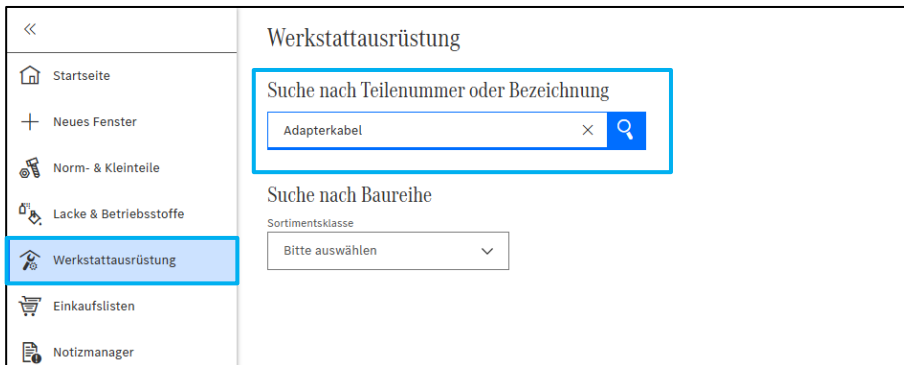 Startseite
Neues Fenster
Norm- & Kleinteile
Lacke & Betriebsstoffe
Werkstattausrüstung
Einkaufslisten
Notizmanager
Werkstattausrüstung
Suche nach Teilenummer oder Bezeichnung
Adapterkabel
Suche nach Baureihe
Sortimentsklasse
Bitte auswählen